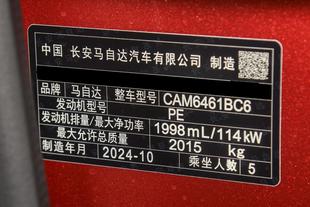 中国 长安马自达汽车有限公司 制造
品牌 马自达 整车型号 CAM6461BC6
发动机型号 PE
发动机排量/最大净功率 1998mL/114kW
最大允许总质量 2015 kg
制造年月 2024-10 乘坐人数 5